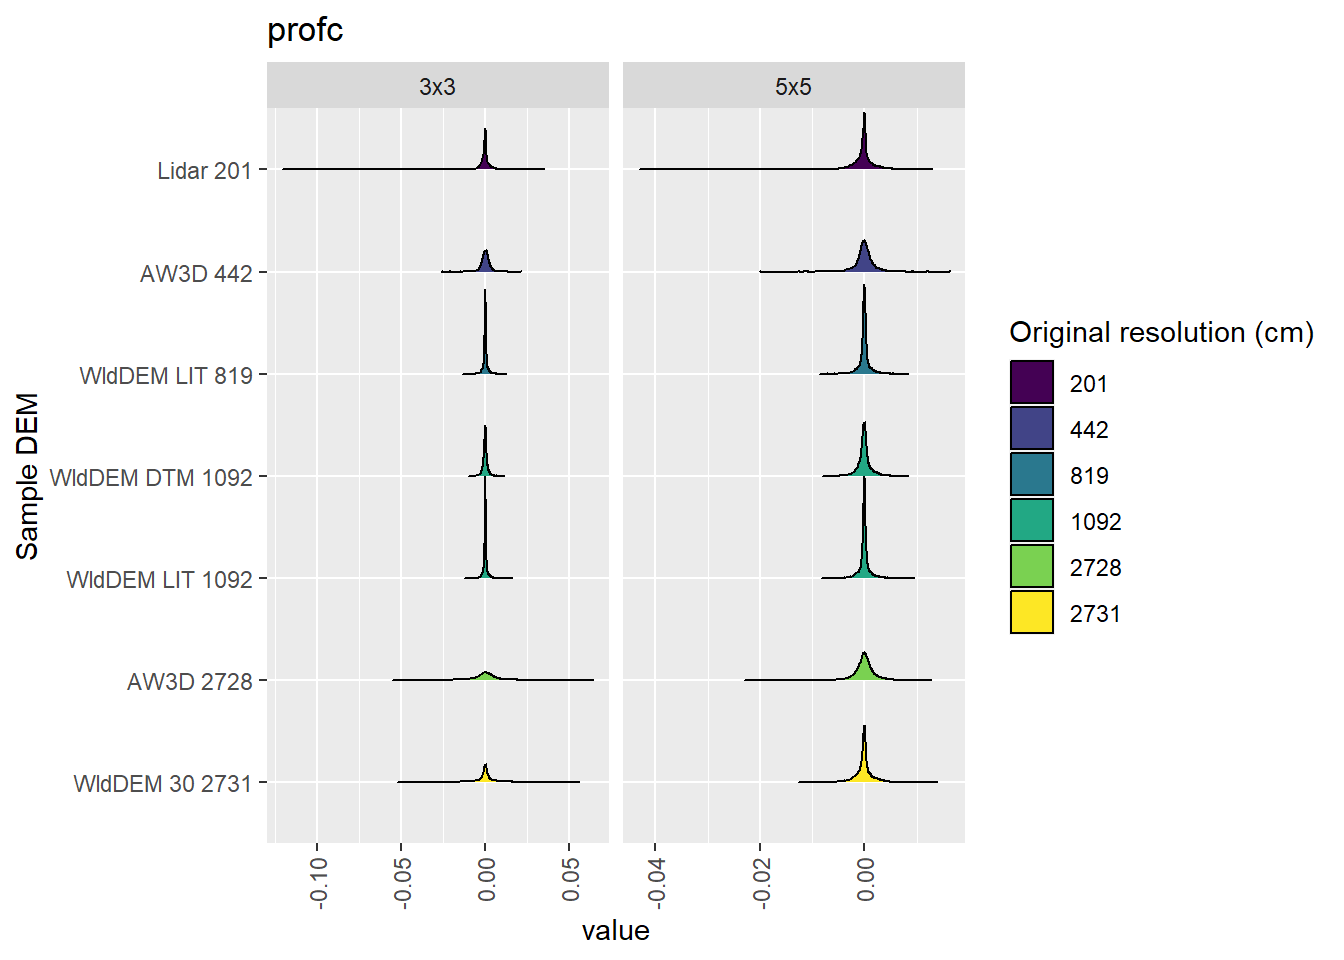 profc
3x3
5x5
Sample DEM
Lidar 201
AW3D 442
WldDEM LIT 819
WldDEM DTM 1092
WldDEM LIT 1092
AW3D 2728
WldDEM 30 2731
-0.10
-0.05
0.00
0.05
-0.04
-0.02
0.00
value
Original resolution (cm)
201
442
819
1092
2728
2731